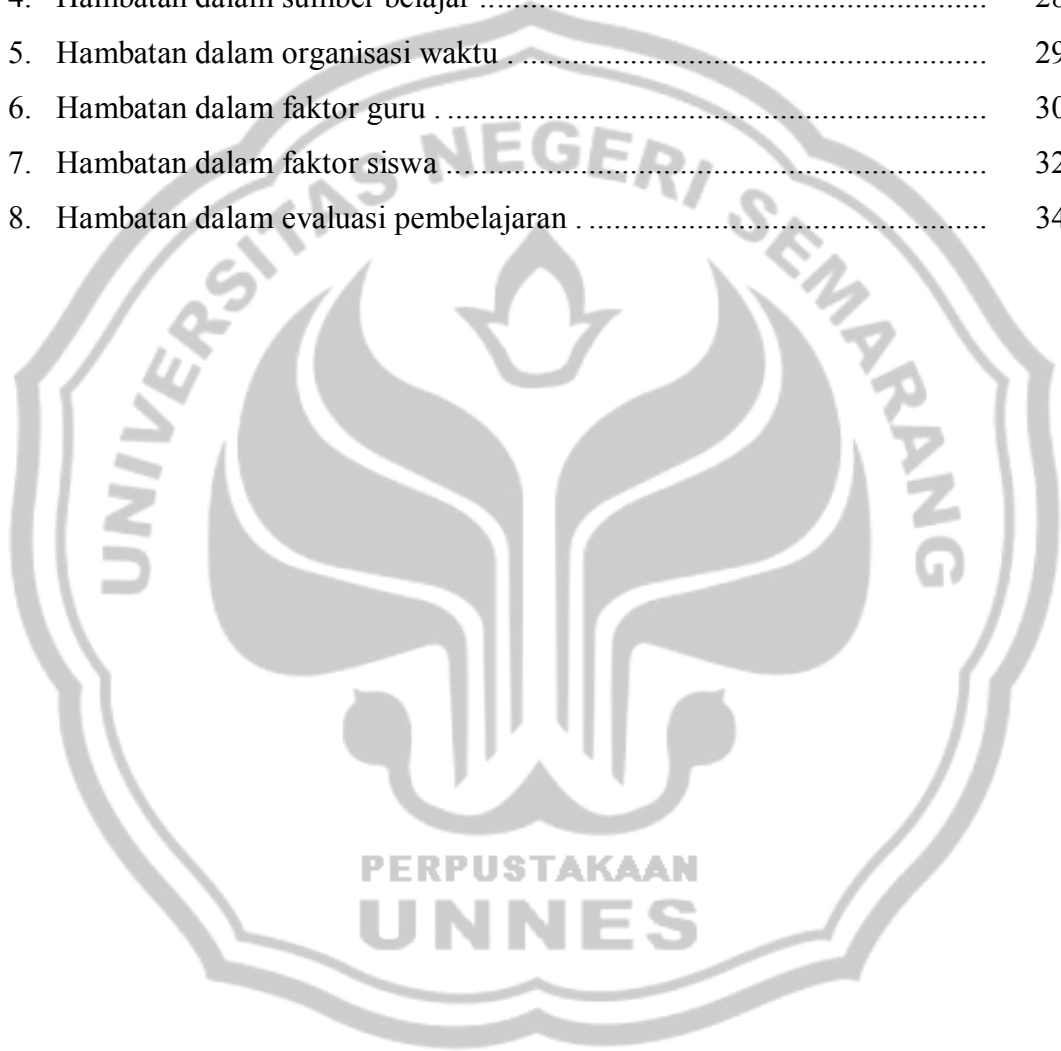 4. Hambatan dalam sumber belajar ................................................................ 28
5. Hambatan dalam organisasi waktu . ........................................................... 29
6. Hambatan dalam faktor guru . ..................................................................... 30
7. Hambatan dalam faktor siswa ..................................................................... 32
8. Hambatan dalam evaluasi pembelajaran . ................................................... 34
UNIVERSITAS NEGERI SEMARANG
PERPUSTAKAAN
UNNES